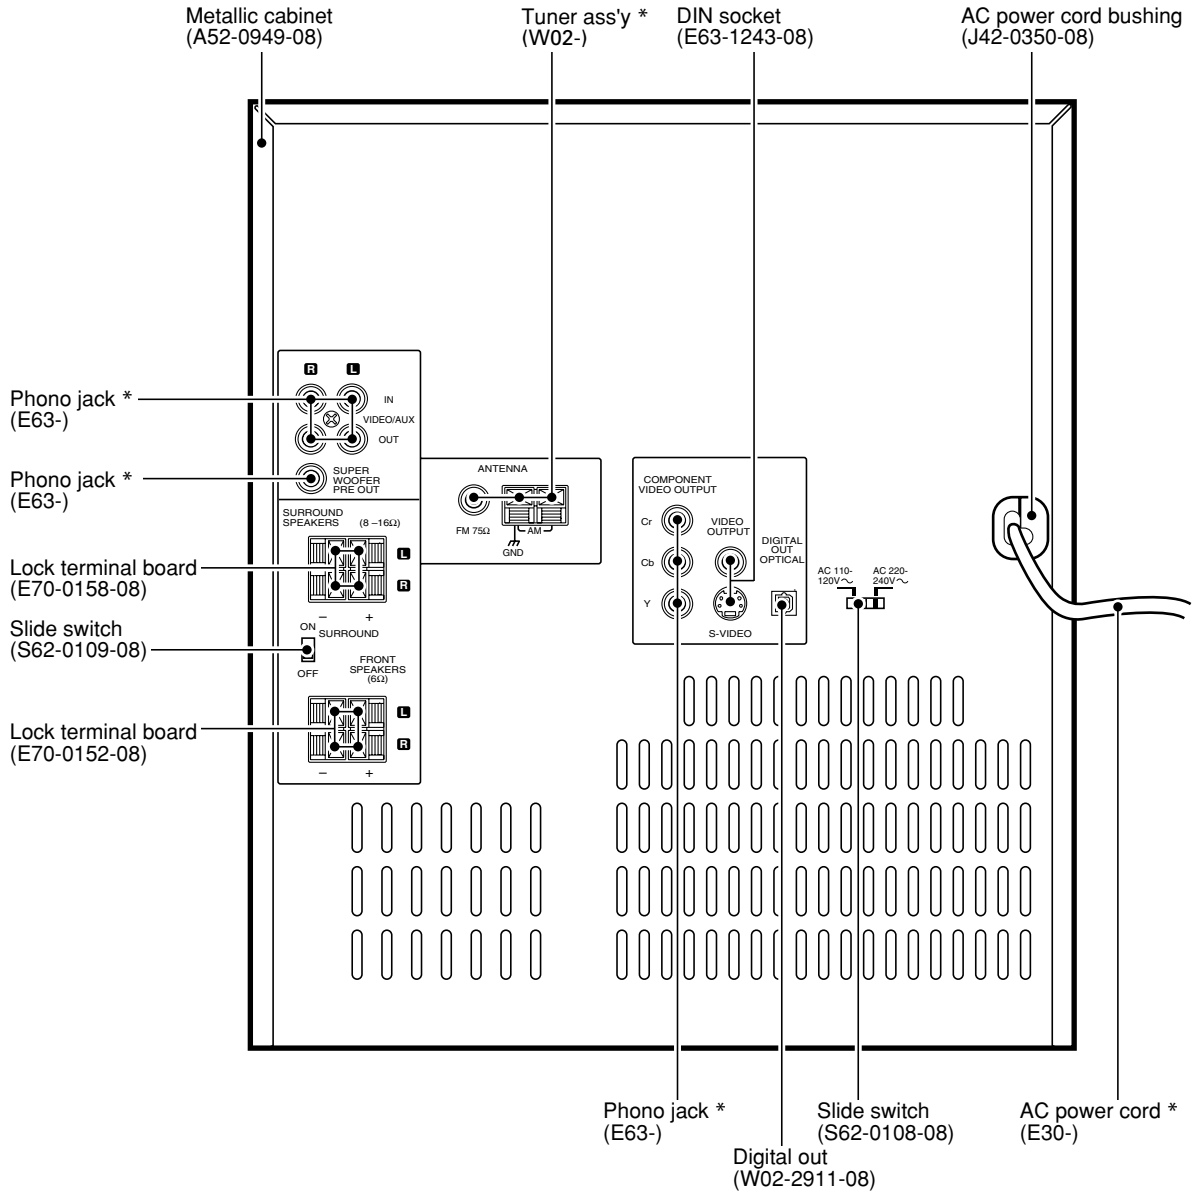 Metallic cabinet
(A52-0949-08)
Tuner ass'y *
(W02-)
DIN socket
(E63-1243-08)
AC power cord bushing
(J42-0350-08)
R L
Phono jack *
(E63-)
IN
VIDEO/AUX
OUT
Phono jack *
(E63-)
SUPER
WOOFER
PRE OUT
ANTENNA
FM 75Ω
AM
GND
COMPONENT
VIDEO OUTPUT
Cr
Cb
Y
VIDEO
OUTPUT
S-VIDEO
DIGITAL
OUT
OPTICAL
AC 110-
120V～
AC 220-
240V～
SURROUND
SPEAKERS
(8 –16Ω)
L
R
– +
Lock terminal board
(E70-0158-08)
Slide switch
(S62-0109-08)
ON
SURROUND
OFF
FRONT
SPEAKERS
(6Ω)
L
R
– +
Lock terminal board
(E70-0152-08)
Phono jack *
(E63-)
Digital out
(W02-2911-08)
Slide switch
(S62-0108-08)
AC power cord *
(E30-)